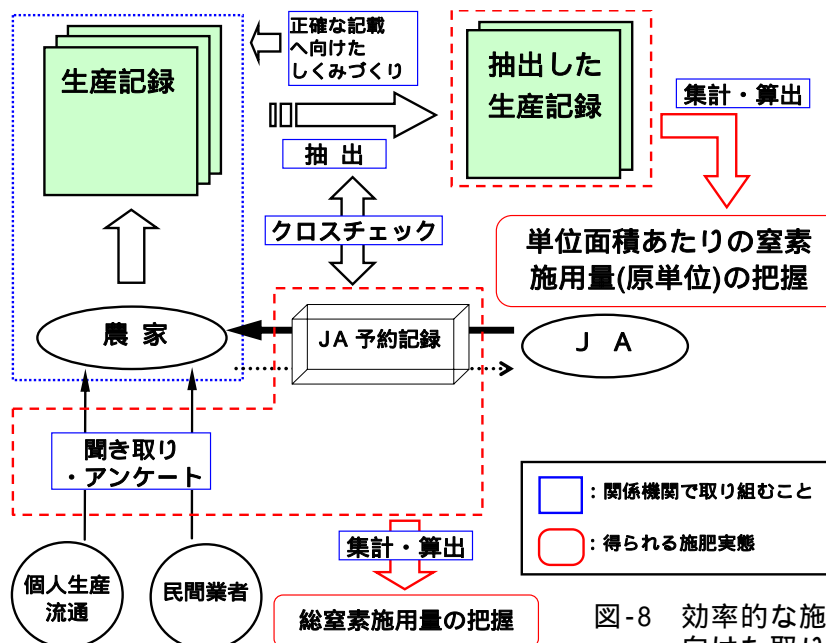 正確な記載
へ向けた
しくみづくり
生産記録
抽出した
生産記録
集計・算出
抽 出
クロスチェック
単位面積あたりの窒素
施用量(原単位)の把握
農 家
JA 予約記録
J A
聞き取り
・アンケート
:関係機関で取り組むこと
:得られる施肥実態
集計・算出
個人生産
流通
民間業者
総窒素施用量の把握
図-8 効率的な施
向けた取り